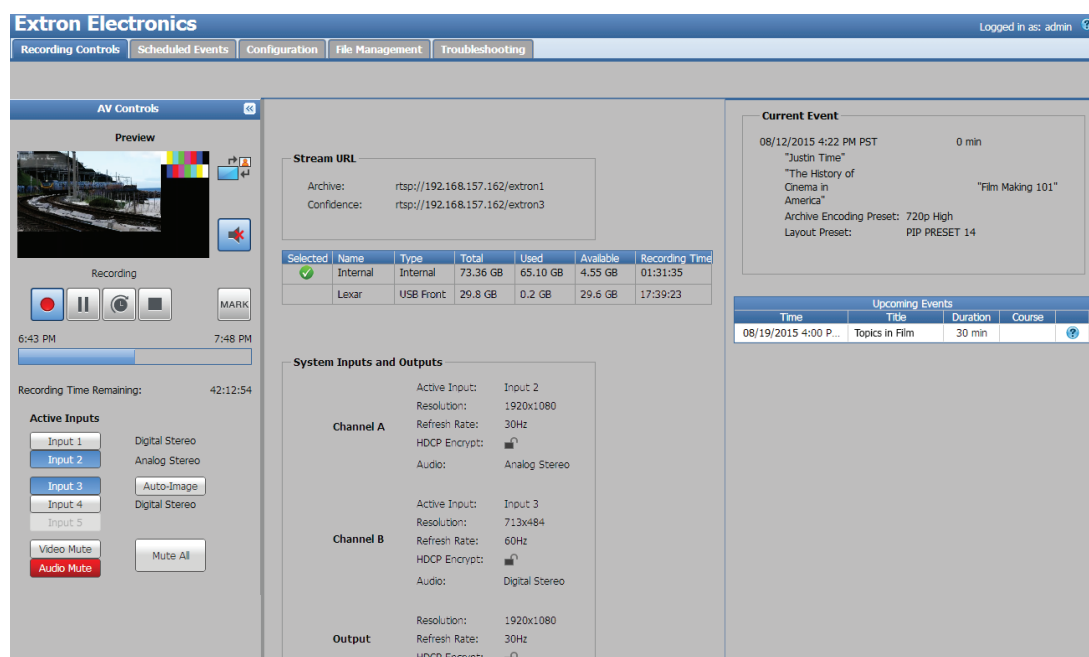 Extron Electronics
Logged in as: admin
Recording Controls Scheduled Events Configuration File Management Troubleshooting
AV Controls
Preview
Recording
MARK
6:43 PM 7:48 PM
Recording Time Remaining: 42:12:54
Active Inputs
Input 1 Digital Stereo
Input 2 Analog Stereo
Input 3 Auto-Image
Input 4 Digital Stereo
Input 5
Video Mute Mute All
Audio Mute
Stream URL
Archive: rtsp://192.168.157.162/extron1
Confidence: rtsp://192.168.157.162/extron3
Selected Name Type Total Used Available Recording Time
Internal Internal 73.36 GB 65.10 GB 4.55 GB 01:31:35
Lexar USB Front 29.8 GB 0.2 GB 29.6 GB 17:39:23
System Inputs and Outputs
Channel A
Active Input: Input 2
Resolution: 1920x1080
Refresh Rate: 30Hz
HDCP Encrypt:
Audio: Analog Stereo
Channel B
Active Input: Input 3
Resolution: 713x484
Refresh Rate: 60Hz
HDCP Encrypt:
Audio: Digital Stereo
Output
Resolution: 1920x1080
Refresh Rate: 30Hz
HDCP Encrypt:
Current Event
08/12/2015 4:22 PM PST 0 min
"Justin Time"
"The History of
Cinema in "Film Making 101"
America"
Archive Encoding Preset: 720p High
Layout Preset: PIP PRESET 14
Upcoming Events
Time Title Duration Course
08/19/2015 4:00 P... Topics in Film 30 min ?